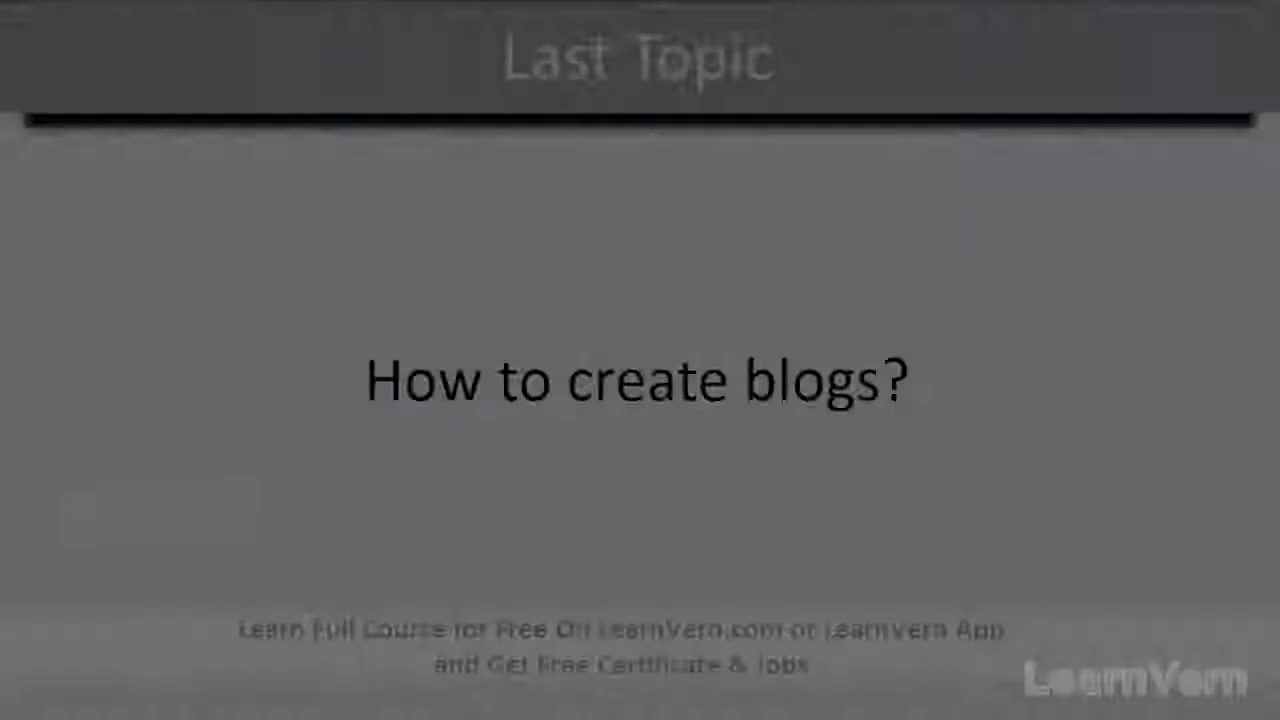 Last Topic
How to create blogs?
Learn Full Course for Free On LearnVern.com or LearnVern App
and Get Free Certificate & Jobs
LearnVern